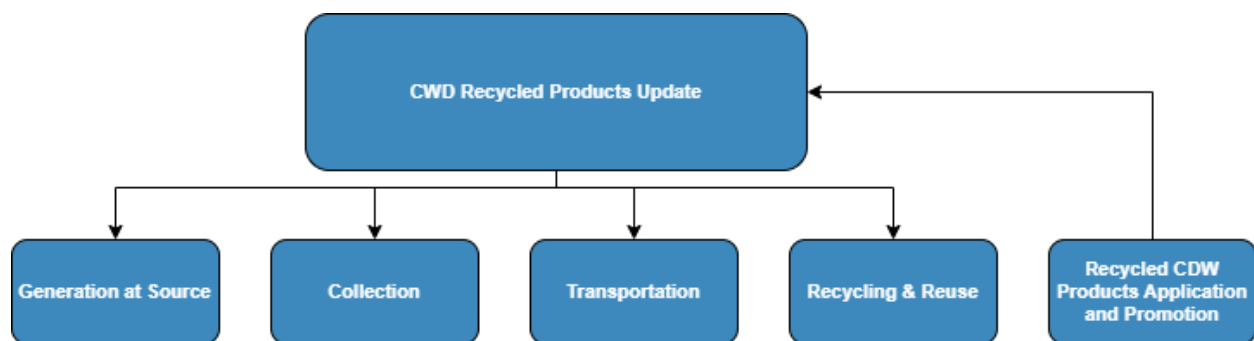 CWD Recycled Products Update
Generation at Source
Collection
Transportation
Recycling & Reuse
Recycled CDW
Products Application
and Promotion